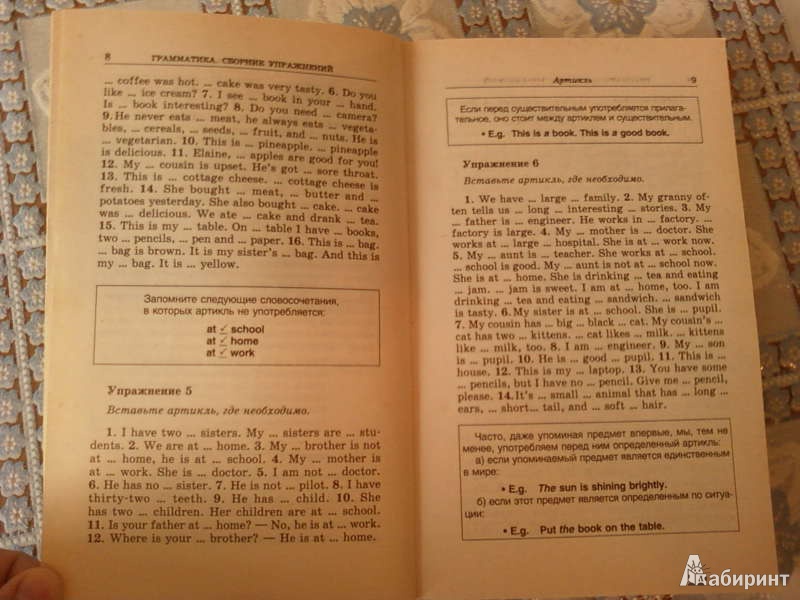 8
ГРАММАТИКА. СБОРНИК УПРАЖНЕНИЙ
... coffee was hot. ... cake was very tasty. 6. Do you
like ... ice cream? 7. I see ... book in your ... hand.
Is ... book interesting? 8. Do you need ... camera?
9. He never eats ... meat, he always eats ... vegeta-
bles, ... cereals, ... seeds, ... fruit, and ... nuts. He is
... vegetarian. 10. This is ... pineapple, ... pineapple
is delicious. 11. Elaine, ... apples are good for you!
12. My ... cousin is upset. He's got ... sore throat.
13. This is ... cottage cheese. ... cottage cheese is
fresh. 14. She bought ... meat, ... butter and ...
potatoes yesterday. She also bought ... cake. ... cake
was ... delicious. We ate ... cake and drank ... tea.
15. This is my ... table. On ... table I have ... books,
two ... pencils, ... pen and ... paper. 16. This is ... bag.
... bag is brown. It is my sister's ... bag. And this is
my ... bag. It is ... yellow.
Запомните следующие словосочетания,
в которых артикль не употребляется:
at ✓ school
at ✓ home
at ✓ work
Упражнение 5
Вставьте артикль, где необходимо.
1. I have two ... sisters. My ... sisters are ... stu-
dents. 2. We are at ... home. 3. My ... brother is not
at ... home, he is at ... school. 4. My ... mother is
at ... work. She is ... doctor. 5. I am not ... doctor.
6. He has no ... sister. 7. He is not ... pilot. 8. I have
thirty-two ... teeth. 9. He has ... child. 10. She
has two ... children. Her children are at ... school.
11. Is your father at ... home? — No, he is at ... work.
12. Where is your ... brother? — He is at ... home.
Артикль
9
Если перед существительным употребляется прилага-
тельное, оно стоит между артиклем и существительным.
• E.g. This is a book. This is a good book.
Упражнение 6
Вставьте артикль, где необходимо.
1. We have ... large ... family. 2. My granny of-
ten tells us ... long ... interesting ... stories. 3. My
... father is ... engineer. He works in ... factory. ...
factory is large. 4. My ... mother is ... doctor. She
works at ... large ... hospital. She is at ... work now.
5. My ... aunt is ... teacher. She works at ... school.
... school is good. My ... aunt is not at ... school now.
She is at ... home. She is drinking ... tea and eating
... jam. ... jam is sweet. I am at ... home, too. I am
drinking ... tea and eating ... sandwich. ... sandwich
is tasty. 6. My sister is at ... school. She is ... pupil.
7. My cousin has ... big ... black ... cat. My cousin's ...
cat has two ... kittens. ... cat likes ... milk. ... kittens
like ... milk, too. 8. I am ... engineer. 9. My ... son
is ... pupil. 10. He is ... good ... pupil. 11. This is ...
house. 12. This is my ... laptop. 13. You have some
... pencils, but I have no ... pencil. Give me ... pencil,
please. 14. It's ... small ... animal that has ... long ...
ears, ... short... tail, and ... soft ... hair.
Часто, даже упоминая предмет впервые, мы, тем не
менее, употребляем перед ним определенный артикль:
а) если упоминаемый предмет является единственным
в мире:
• E.g. The sun is shining brightly.
б) если этот предмет является определенным по ситуа-
ции:
• E.g. Put the book on the table.
Лабиринт